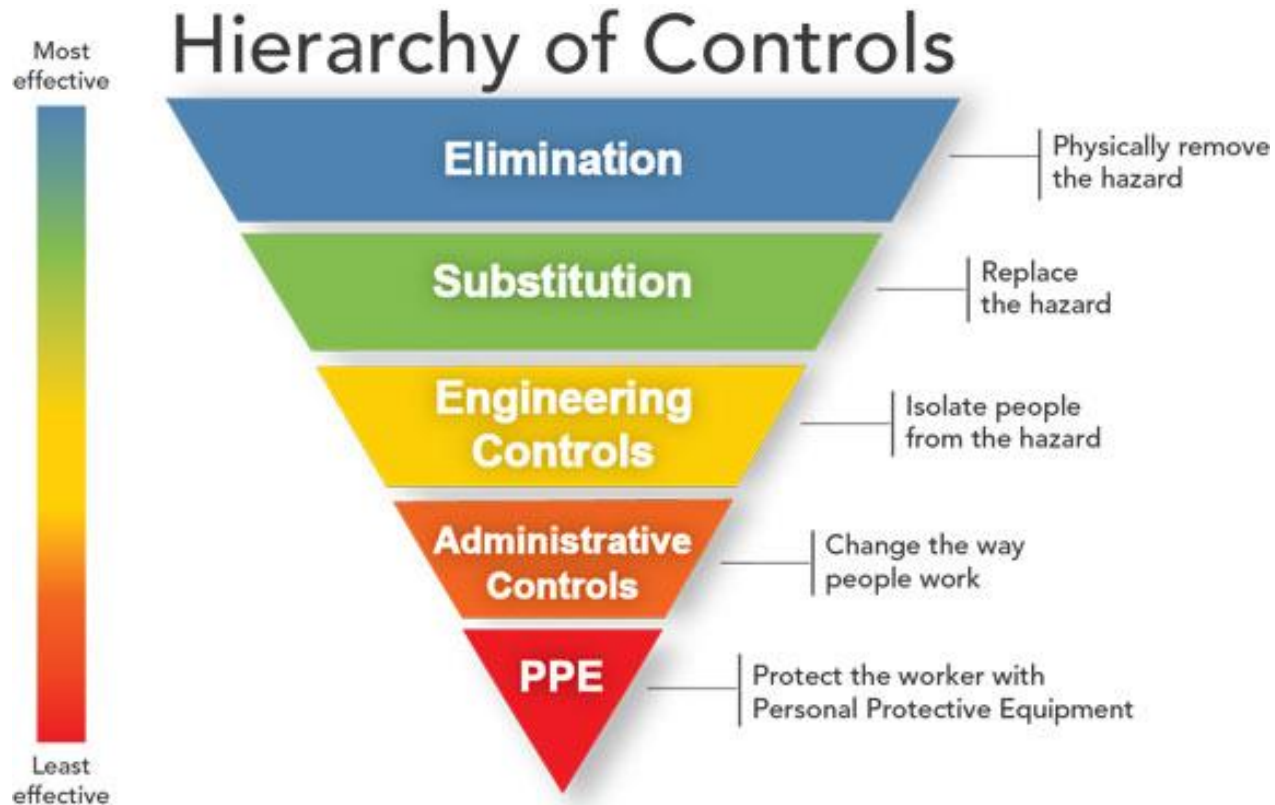 Hierarchy of Controls
Most
effective
Elimination
Physically remove
the hazard
Substitution
Replace
the hazard
Engineering
Controls
Isolate people
from the hazard
Administrative
Controls
Change the way
people work
PPE
Protect the worker with
Personal Protective Equipment
Least
effective